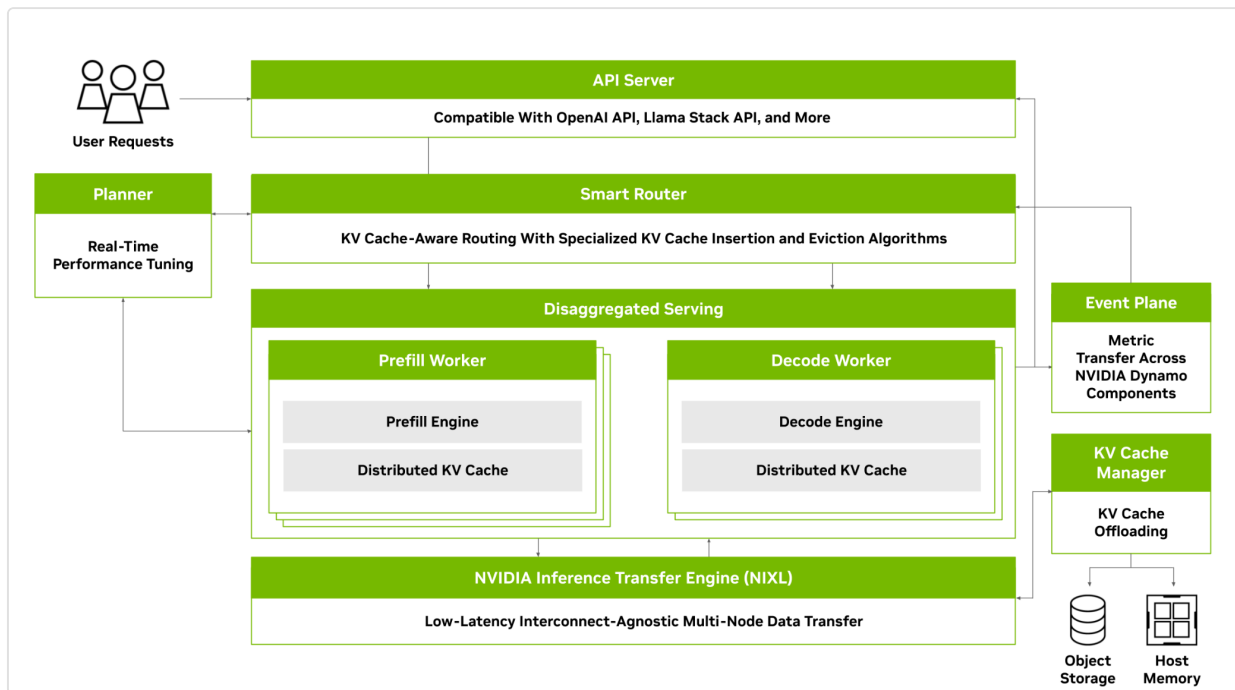 API Server
Compatible With OpenAI API, Llama Stack API, and More
User Requests
Planner
Real-Time
Performance Tuning
Smart Router
KV Cache-Aware Routing With Specialized KV Cache Insertion and Eviction Algorithms
Disaggregated Serving
Prefill Worker
Prefill Engine
Distributed KV Cache
Decode Worker
Decode Engine
Distributed KV Cache
Event Plane
Metric
Transfer Across
NVIDIA Dynamo
Components
KV Cache
Manager
KV Cache
Offloading
NVIDIA Inference Transfer Engine (NIXL)
Low-Latency Interconnect-Agnostic Multi-Node Data Transfer
Object
Storage
Host
Memory